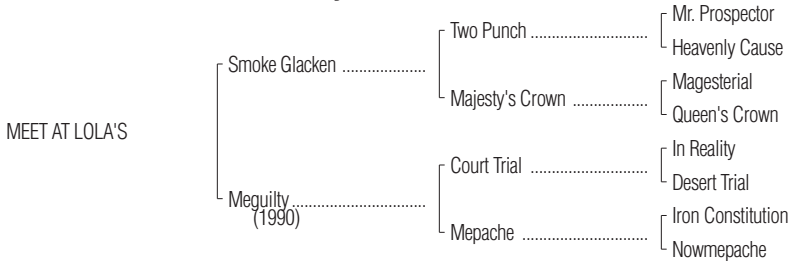 Mr. Prospector
Two Punch ............................
Heavenly Cause
Smoke Glacken ....................
Magesterial
Majesty's Crown ..................
Queen's Crown
MEET AT LOLA'S
In Reality
Court Trial ............................
Desert Trial
Meguilty................................
(1990)
Iron Constitution
Mepache ..............................
Nowmepache